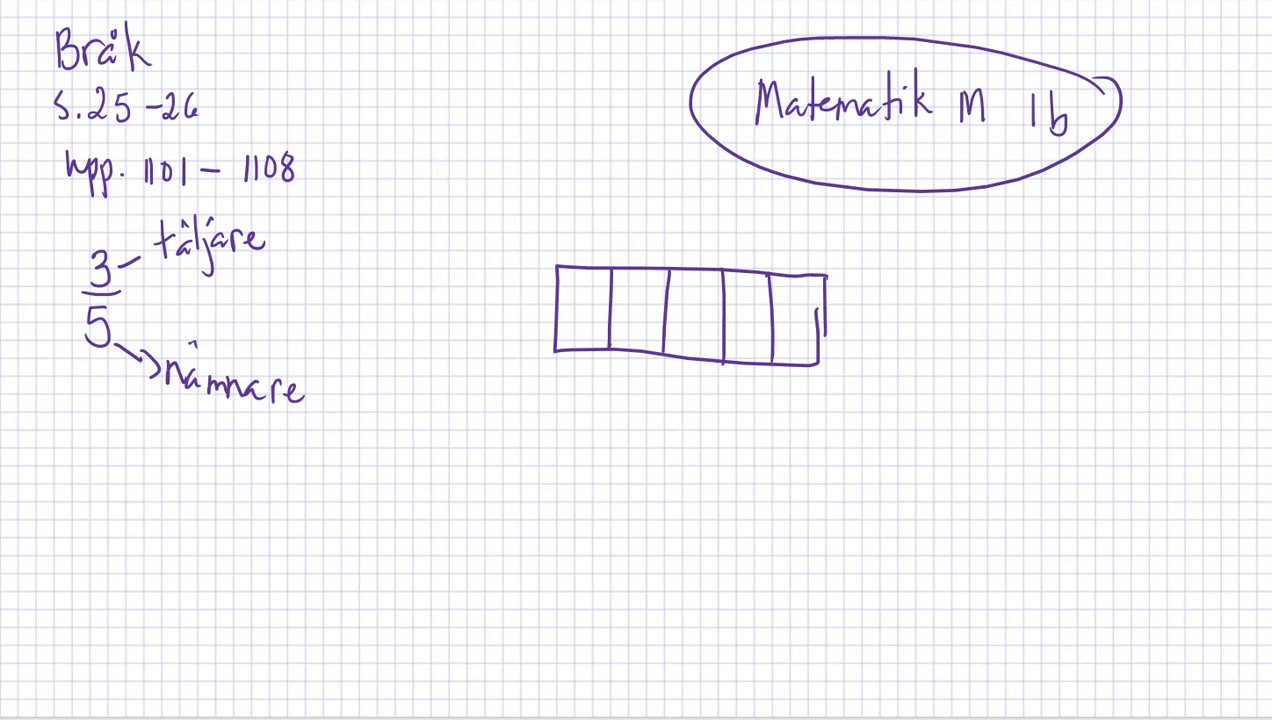 Bråk
s. 25-26
upp. 1101 - 1108
3 - täljare
5
nämnare
Matematik M 1b